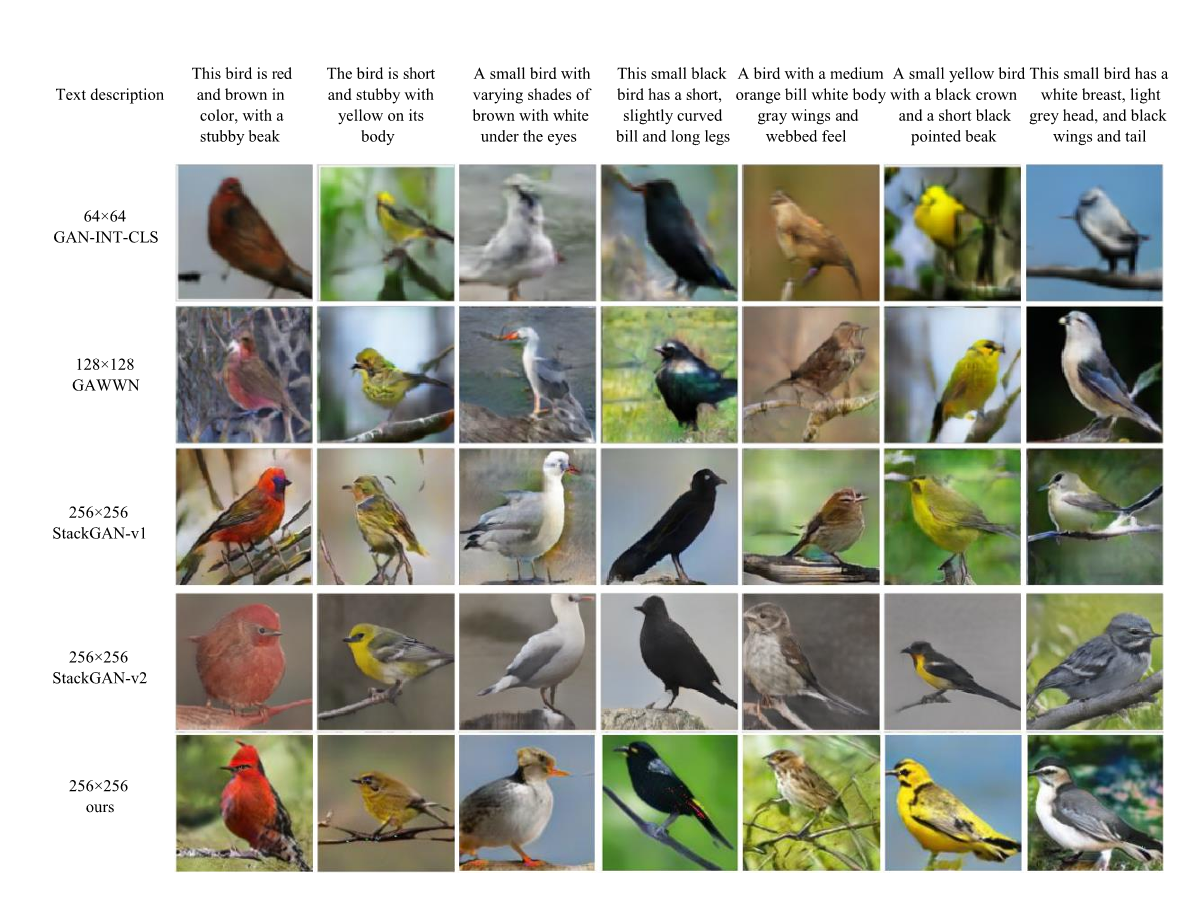 Text description
This bird is red
and brown in
color, with a
stubby beak
The bird is short
and stubby with
yellow on its
body
A small bird with
varying shades of
brown with white
under the eyes
This small black
bird has a short,
slightly curved
bill and long legs
A bird with a medium
orange bill white body
gray wings and
webbed feel
A small yellow bird
with a black crown
and a short black
pointed beak
This small bird has a
white breast, light
grey head, and black
wings and tail
64×64
GAN-INT-CLS
128×128
GAWWN
256×256
StackGAN-v1
256×256
StackGAN-v2
256×256
ours